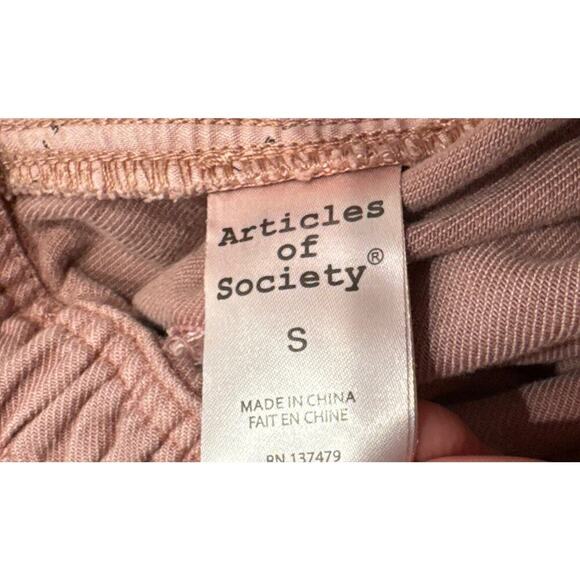 Articles
of
Society®
S
MADE IN CHINA
FAIT EN CHINE
RN 137479